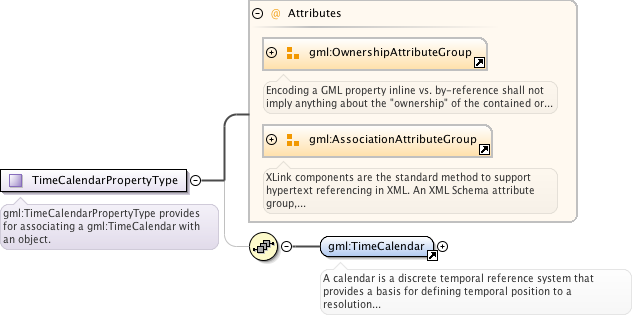 @ Attributes
gml:OwnershipAttributeGroup
Encoding a GML property inline vs. by-reference shall not
imply anything about the "ownership" of the contained or...
gml:AssociationAttributeGroup
XLink components are the standard method to support
hypertext referencing in XML. An XML Schema attribute
group,...
TimeCalendarPropertyType
gml:TimeCalendarPropertyType provides
for associating a gml:TimeCalendar with
an object.
gml:TimeCalendar
A calendar is a discrete temporal reference system that
provides a basis for defining temporal position to a
resolution...